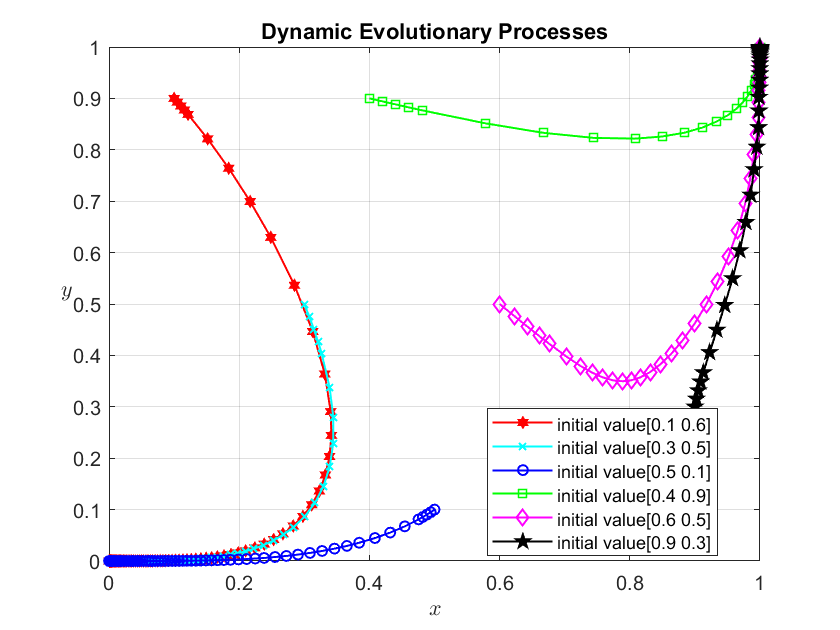 Dynamic Evolutionary Processes
1
0.9
0.8
0.7
0.6
y
0.5
0.4
0.3
0.2
0.1
0
initial value[0.1 0.6]
initial value[0.3 0.5]
initial value[0.5 0.1]
initial value[0.4 0.9]
initial value[0.6 0.5]
initial value[0.9 0.3]
0 0.2 0.4 0.6 0.8 1
x